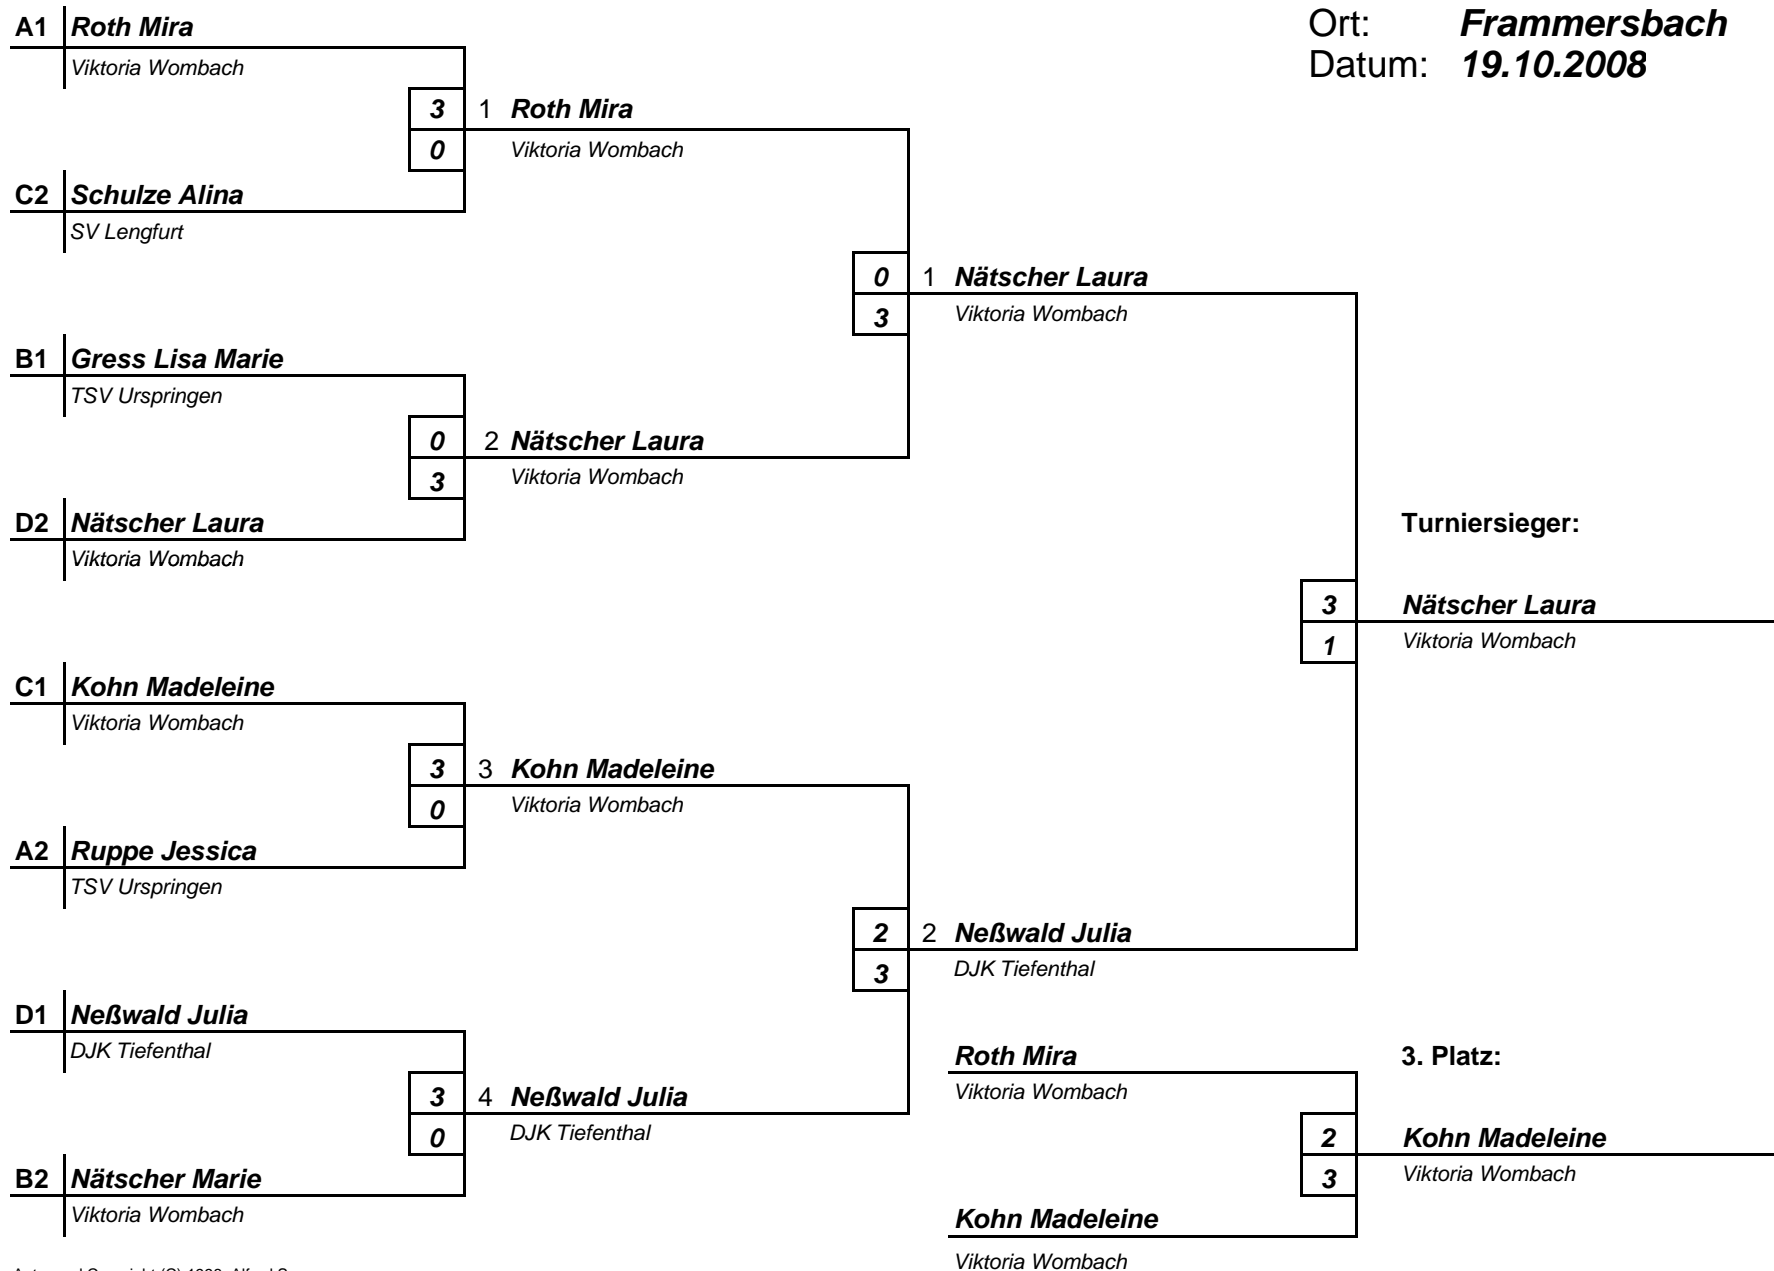 Ort: Frammersbach
Datum: 19.10.2008
A1 Roth Mira
Viktoria Wombach
3 1 Roth Mira
0 Viktoria Wombach
C2 Schulze Alina
SV Lengfurt
0 1 Nätscher Laura
3 Viktoria Wombach
B1 Gress Lisa Marie
TSV Urspringen
0 2 Nätscher Laura
3 Viktoria Wombach
D2 Nätscher Laura
Viktoria Wombach
Turniersieger:
3 Nätscher Laura
1 Viktoria Wombach
C1 Kohn Madeleine
Viktoria Wombach
3 3 Kohn Madeleine
0 Viktoria Wombach
A2 Ruppe Jessica
TSV Urspringen
2 2 Neßwald Julia
3 DJK Tiefenthal
D1 Neßwald Julia
DJK Tiefenthal
3 4 Neßwald Julia
0 DJK Tiefenthal
B2 Nätscher Marie
Viktoria Wombach
Roth Mira
Viktoria Wombach
3. Platz:
2 Kohn Madeleine
3 Viktoria Wombach
Kohn Madeleine
Viktoria Wombach